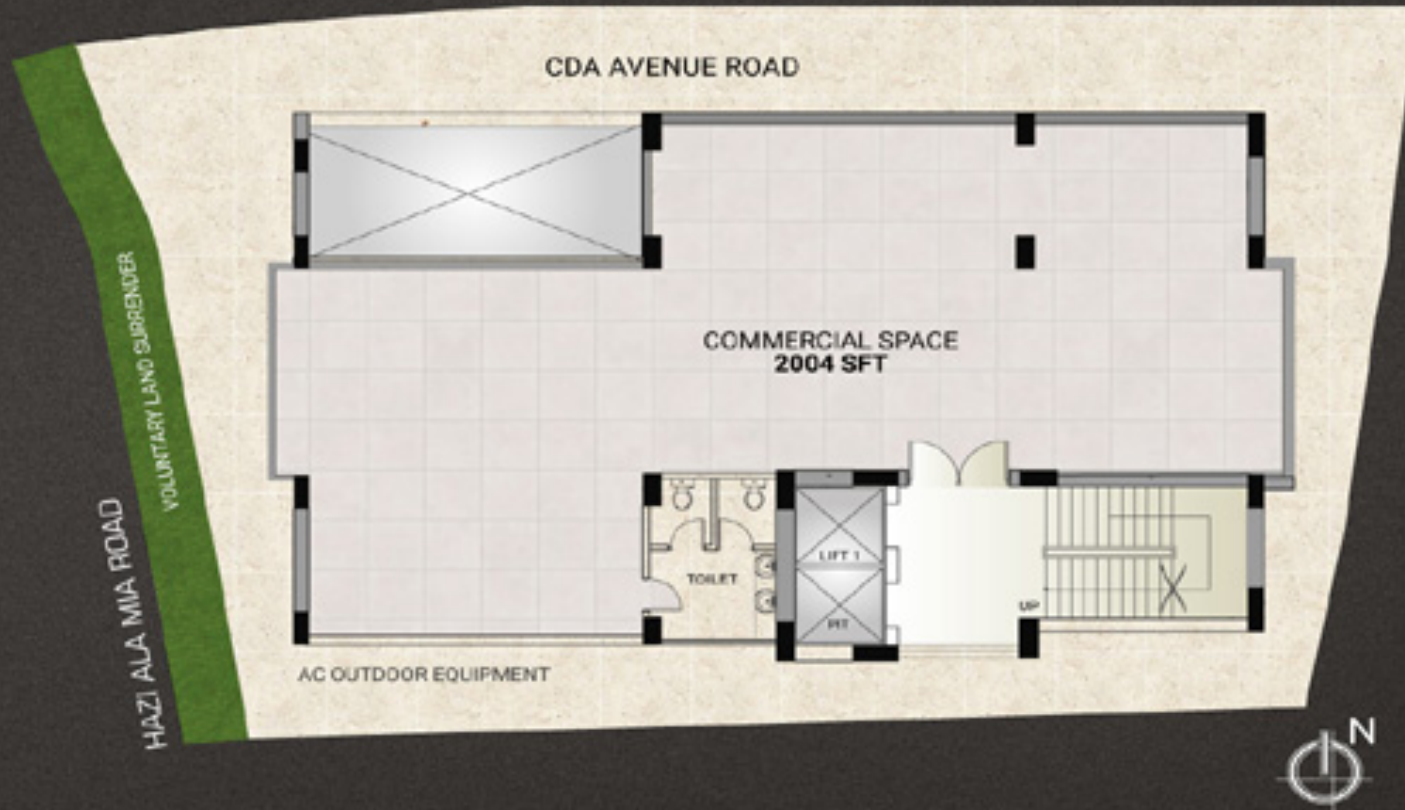 CDA AVENUE ROAD
VOLUNTARY LAND SURRENDER
HAZI ALA MIA ROAD
COMMERCIAL SPACE
2004 SFT
LIFT 1
TOILET
PIT
UP
AC OUTDOOR EQUIPMENT
N